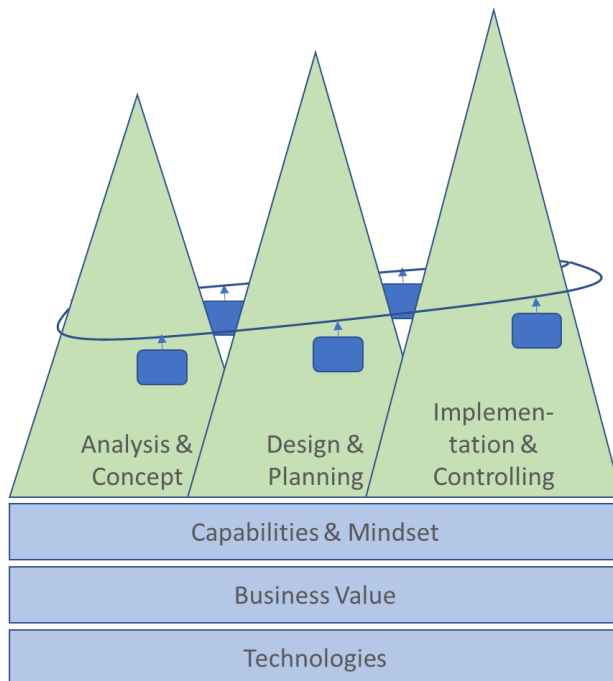 Analysis &
Concept
Design &
Planning
Implemen-
tation &
Controlling
Capabilities & Mindset
Business Value
Technologies